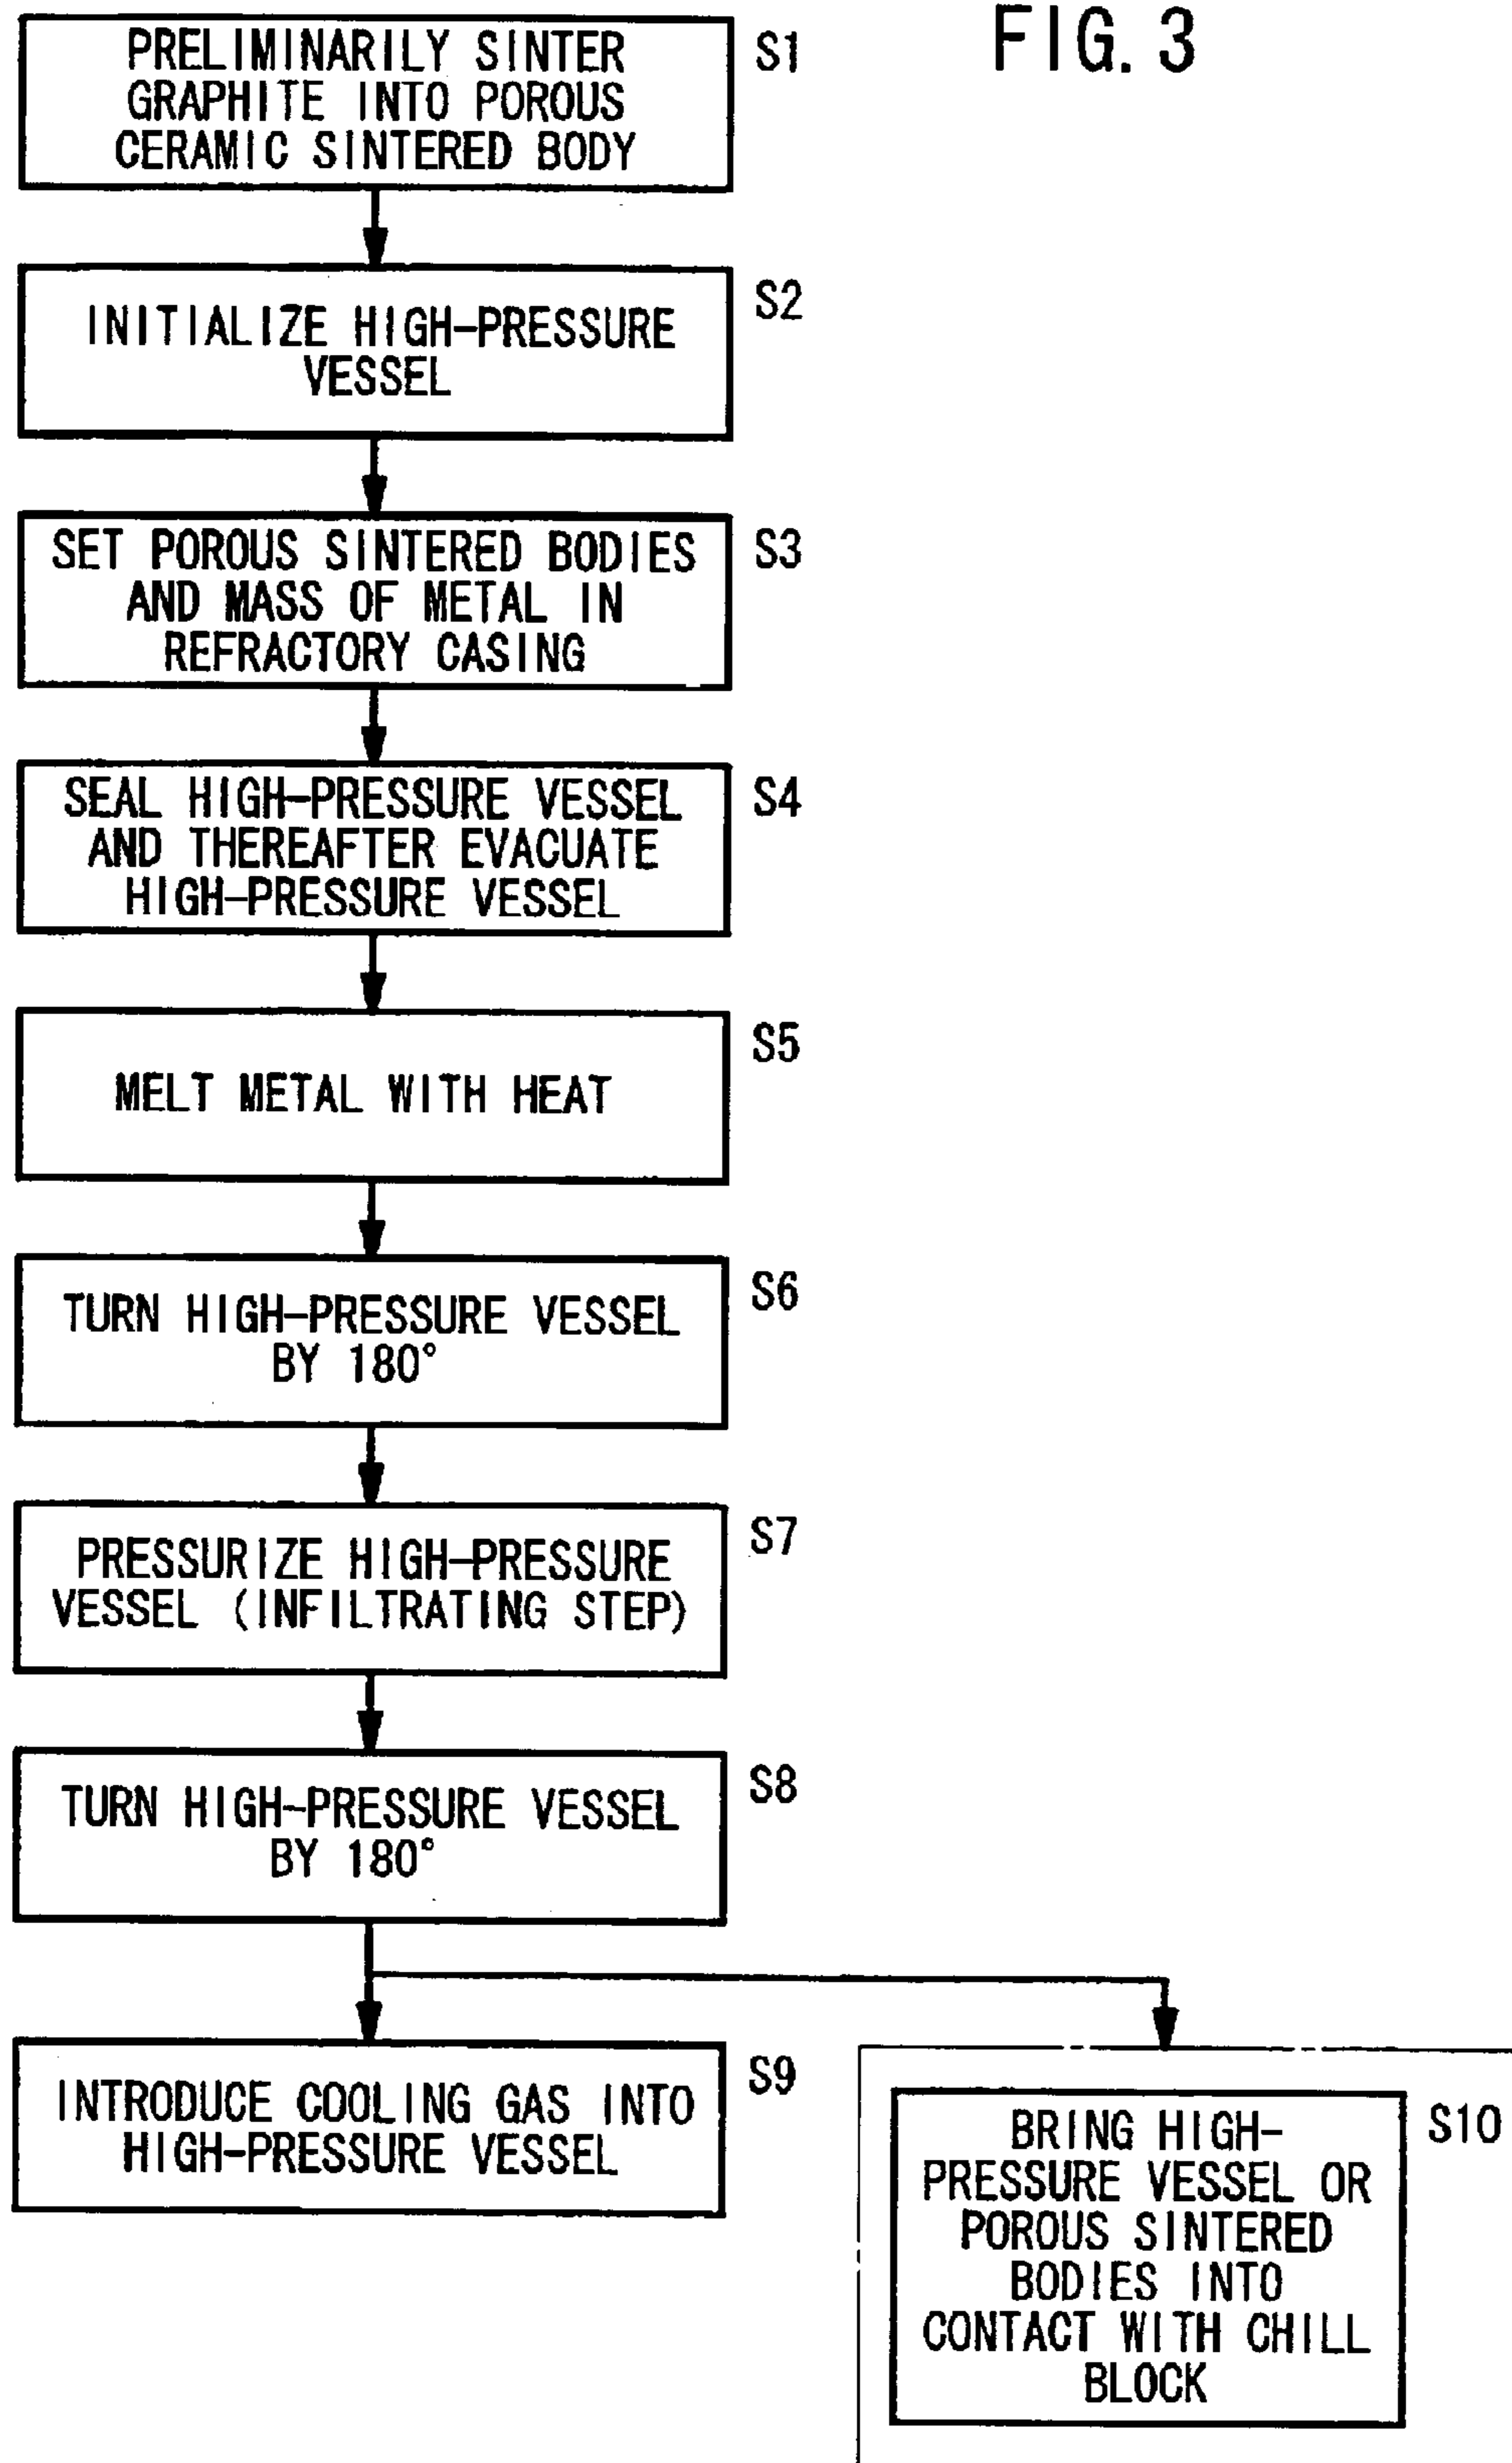 FIG. 3
PRELIMINARILY SINTER
GRAPHITE INTO POROUS
CERAMIC SINTERED BODY
S1
INITIALIZE HIGH-PRESSURE
VESSEL
S2
SET POROUS SINTERED BODIES
AND MASS OF METAL IN
REFRACTORY CASING
S3
SEAL HIGH-PRESSURE VESSEL
AND THEREAFTER EVACUATE
HIGH-PRESSURE VESSEL
S4
MELT METAL WITH HEAT
S5
TURN HIGH-PRESSURE VESSEL
BY 180°
S6
PRESSURIZE HIGH-PRESSURE
VESSEL (INFILTRATING STEP)
S7
TURN HIGH-PRESSURE VESSEL
BY 180°
S8
INTRODUCE COOLING GAS INTO
HIGH-PRESSURE VESSEL
S9
BRING HIGH-
PRESSURE VESSEL OR
POROUS SINTERED
BODIES INTO
CONTACT WITH CHILL
BLOCK
S10